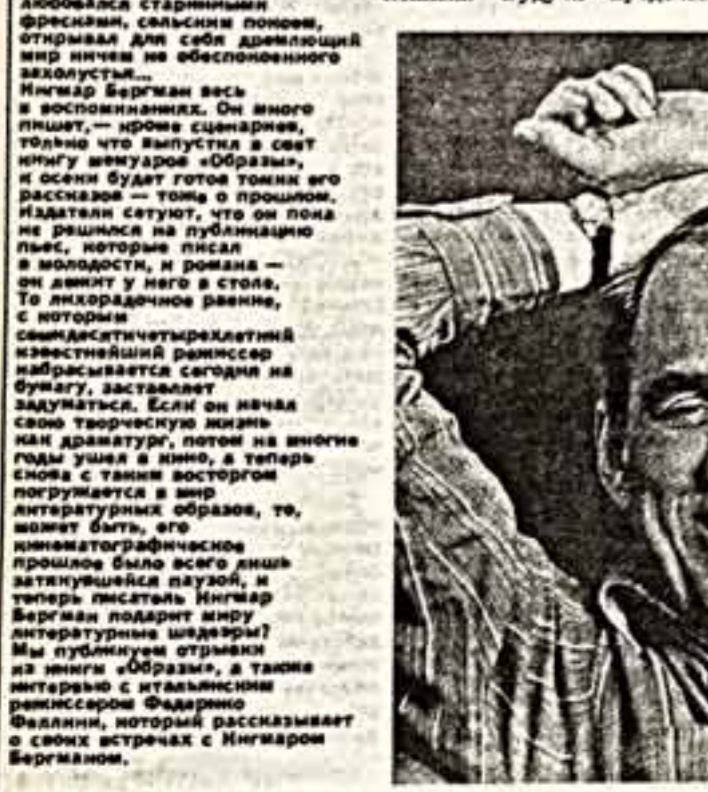 любовался старинными
фресками, сельским покоем,
открывал для себя дремлющий
мир ничем не обеспокоенного
захолустья...
Ингмар Бергман весь
в воспоминаниях. Он много
пишет,— кроме сценариев,
только что выпустил в свет
книгу мемуаров «Образы»,
к осени будет готов томик его
рассказов — тоже о прошлом.
Издатели сетуют, что он пока
не решился на публикацию
пьес, которые писал
в молодости, и романа —
он лежит у него в столе.
То лихорадочное рвение,
с которым
семидесятичетырехлетний
известнейший режиссер
набрасывается сегодня на
бумагу, заставляет
задуматься. Если он начал
свою творческую жизнь
как драматург, потом на многие
годы ушел в кино, а теперь
снова с таким восторгом
погружается в мир
литературных образов, то,
может быть, его
кинематографическое
прошлое было всего лишь
затянувшейся паузой, и
теперь писатель Ингмар
Бергман подарит миру
литературные шедевры?
Мы публикуем отрывки
из книги «Образы», а также
интервью с итальянским
режиссером Федерико
Феллини, который рассказывает
о своих встречах с Ингмаром
Бергманом.